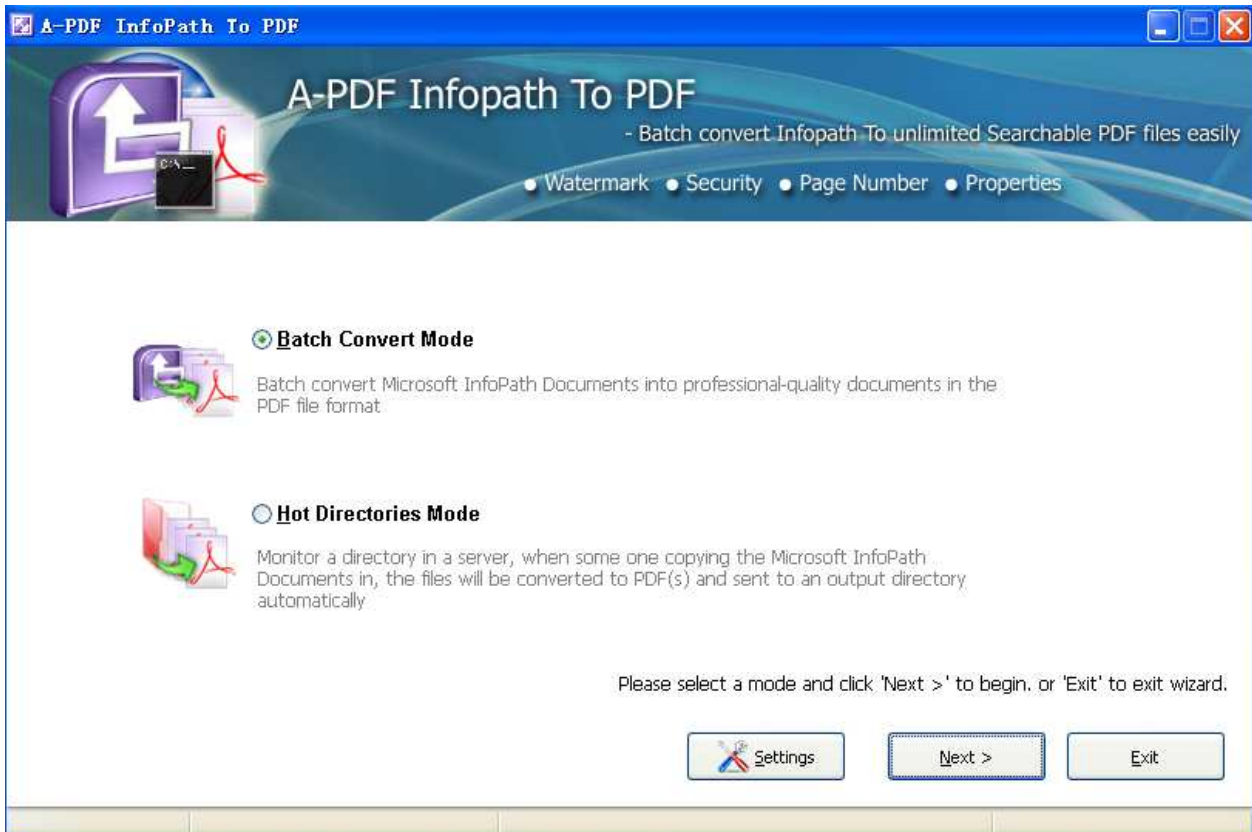 A-PDF InfoPath To PDF
A-PDF Infopath To PDF
- Batch convert Infopath To unlimited Searchable PDF files easily
● Watermark ● Security ● Page Number ● Properties
C:\_
Batch Convert Mode
Batch convert Microsoft InfoPath Documents into professional-quality documents in the
PDF file format
Hot Directories Mode
Monitor a directory in a server, when some one copying the Microsoft InfoPath
Documents in, the files will be converted to PDF(s) and sent to an output directory
automatically
Please select a mode and click 'Next >' to begin. or 'Exit' to exit wizard.
Settings
Next >
Exit